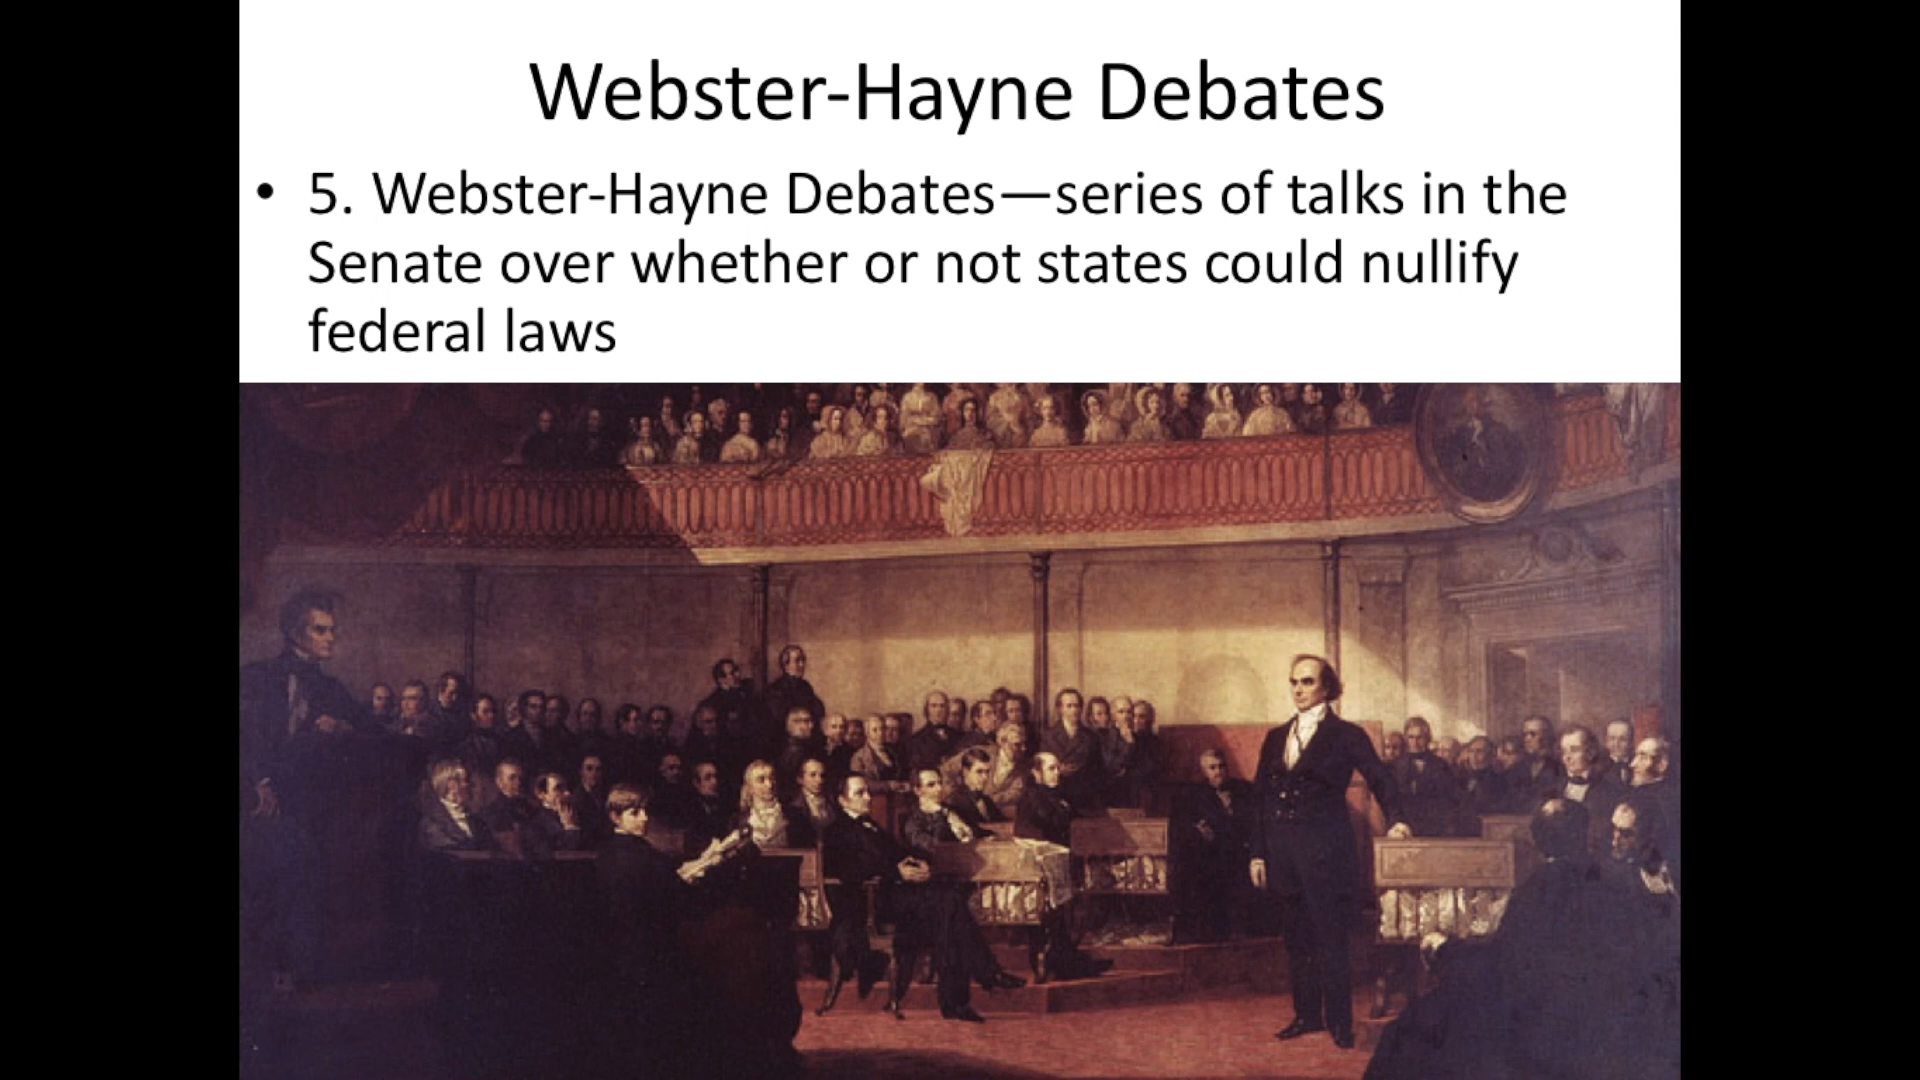 Webster-Hayne Debates
• 5. Webster-Hayne Debates—series of talks in the
Senate over whether or not states could nullify
federal laws